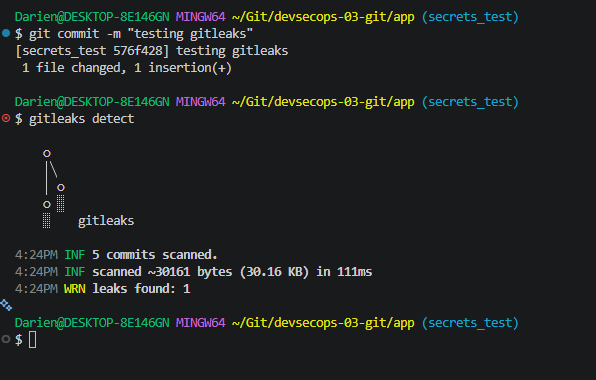 Darien@DESKTOP-8E146GN MINGW64 ~/Git/devsecops-03-git/app (secrets_test)
$ git commit -m "testing gitleaks"
[secrets_test 576f428] testing gitleaks
 1 file changed, 1 insertion(+)
Darien@DESKTOP-8E146GN MINGW64 ~/Git/devsecops-03-git/app (secrets_test)
$ gitleaks detect
    ○
    │╲
    │ ○
    ○ ░
    ░    gitleaks
4:24PM INF 5 commits scanned.
4:24PM INF scanned ~30161 bytes (30.16 KB) in 111ms
4:24PM WRN leaks found: 1
Darien@DESKTOP-8E146GN MINGW64 ~/Git/devsecops-03-git/app (secrets_test)
$